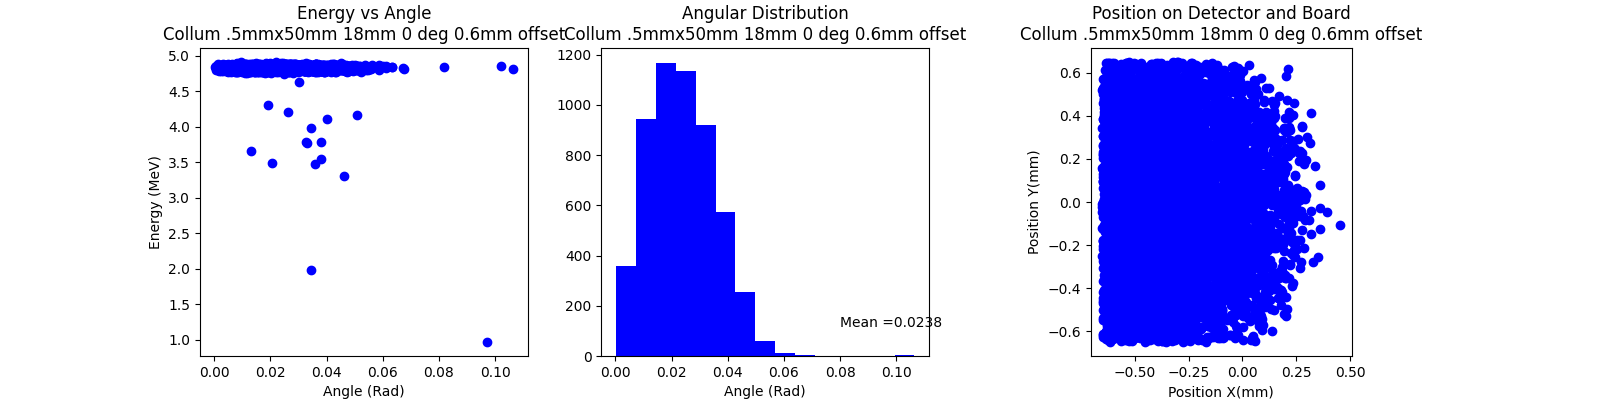 Energy vs Angle
Collum .5mmx50mm 18mm 0 deg 0.6mm offset
5.0
4.5
4.0
3.5
3.0
2.5
2.0
1.5
1.0
Energy (MeV)
0.00 0.02 0.04 0.06 0.08 0.10
Angle (Rad)
Angular Distribution
Collum .5mmx50mm 18mm 0 deg 0.6mm offset
1200
1000
800
600
400
200
0
Mean =0.0238
0.00 0.02 0.04 0.06 0.08 0.10
Angle (Rad)
Position on Detector and Board
Collum .5mmx50mm 18mm 0 deg 0.6mm offset
0.6
0.4
0.2
0.0
−0.2
−0.4
−0.6
Position Y(mm)
−0.50 −0.25 0.00 0.25 0.50
Position X(mm)